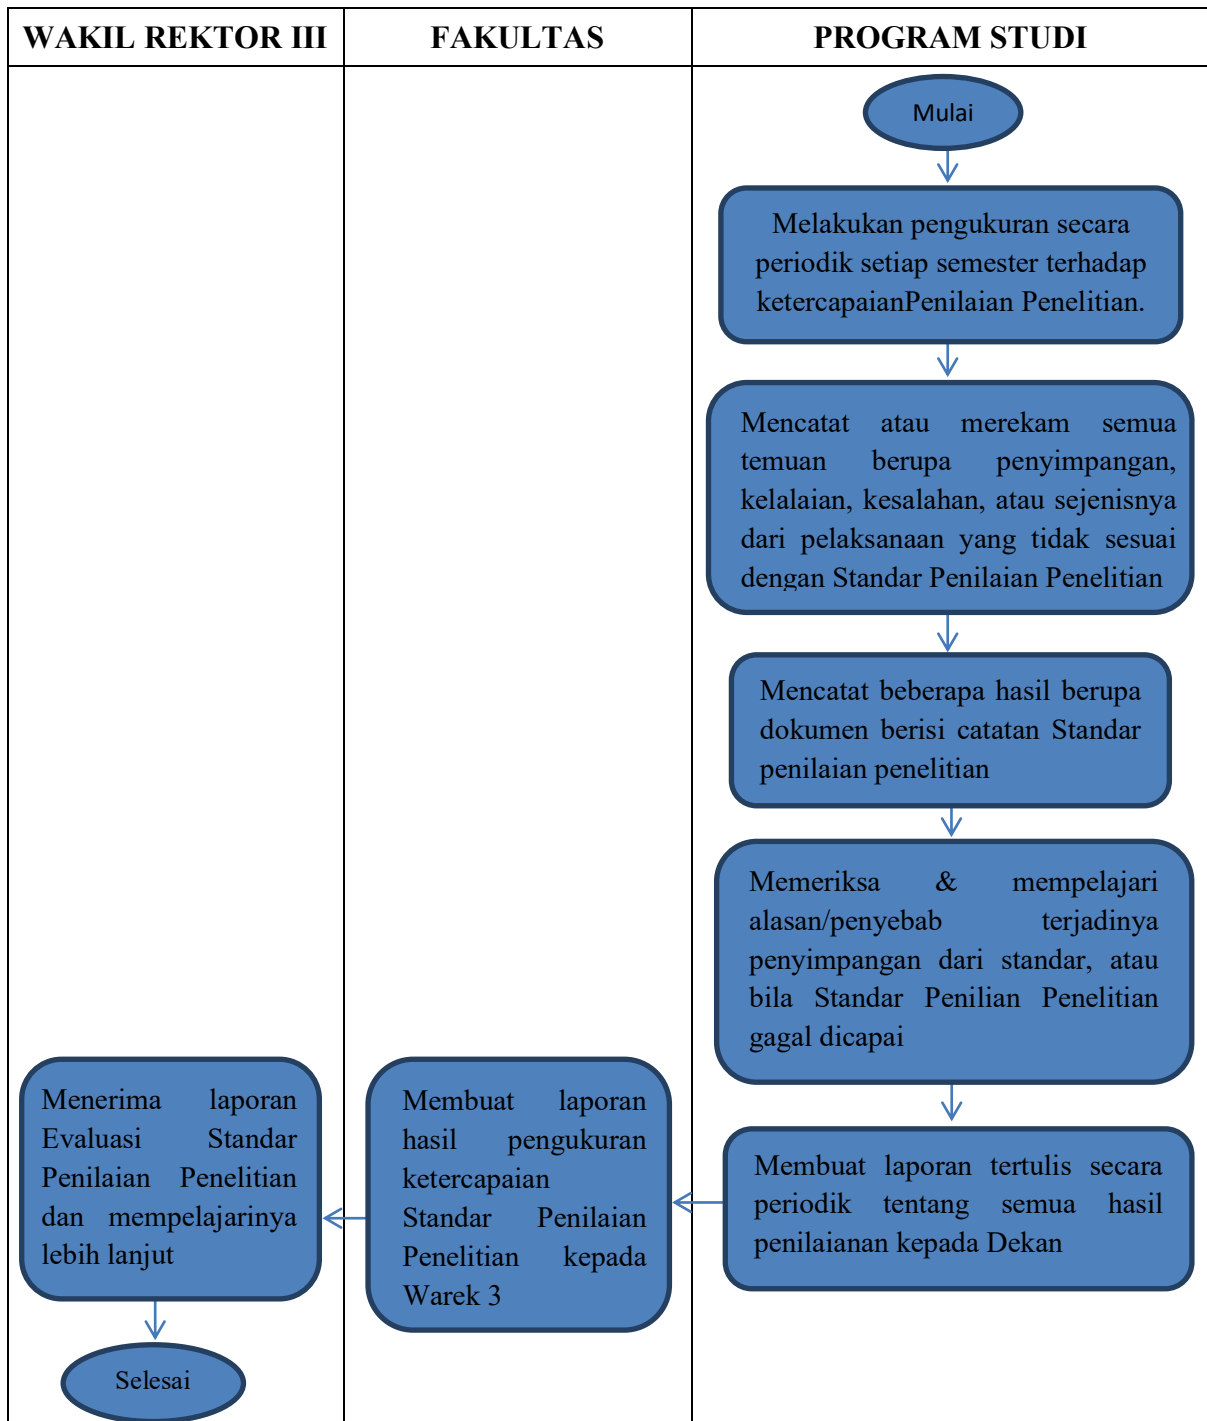 WAKIL REKTOR III
FAKULTAS
PROGRAM STUDI
Mulai
Melakukan pengukuran secara
periodik setiap semester terhadap
ketercapaianPenilaian Penelitian.
Mencatat atau merekam semua
temuan berupa penyimpangan,
kelalaian, kesalahan, atau sejenisnya
dari pelaksanaan yang tidak sesuai
dengan Standar Penilaian Penelitian
Mencatat beberapa hasil berupa
dokumen berisi catatan Standar
penilaian penelitian
Memeriksa & mempelajari
alasan/penyebab terjadinya
penyimpangan dari standar, atau
bila Standar Penilian Penelitian
gagal dicapai
Membuat laporan tertulis secara
periodik tentang semua hasil
penilaianan kepada Dekan
Membuat laporan
hasil pengukuran
ketercapaian
Standar Penilaian
Penelitian kepada
Warek 3
Menerima laporan
Evaluasi Standar
Penilaian Penelitian
dan mempelajarinya
lebih lanjut
Selesai